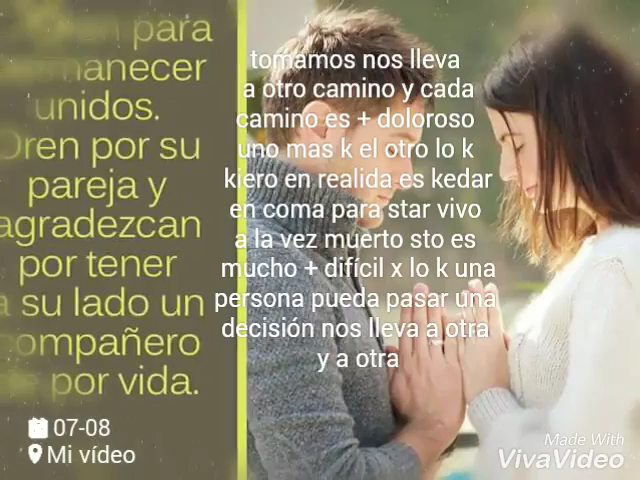 para
manecer
unidos.
Oren por su
pareja y
agradezcan
por tener
a su lado un
compañero
por vida.
tomamos nos lleva
a otro camino y cada
camino es + doloroso
uno mas k el otro lo k
kiero en realida es kedar
en coma para star vivo
a la vez muerto sto es
mucho + difícil x lo k una
persona pueda pasar una
decisión nos lleva a otra
y a otra
07-08
Mi vídeo
Made With
VivaVideo